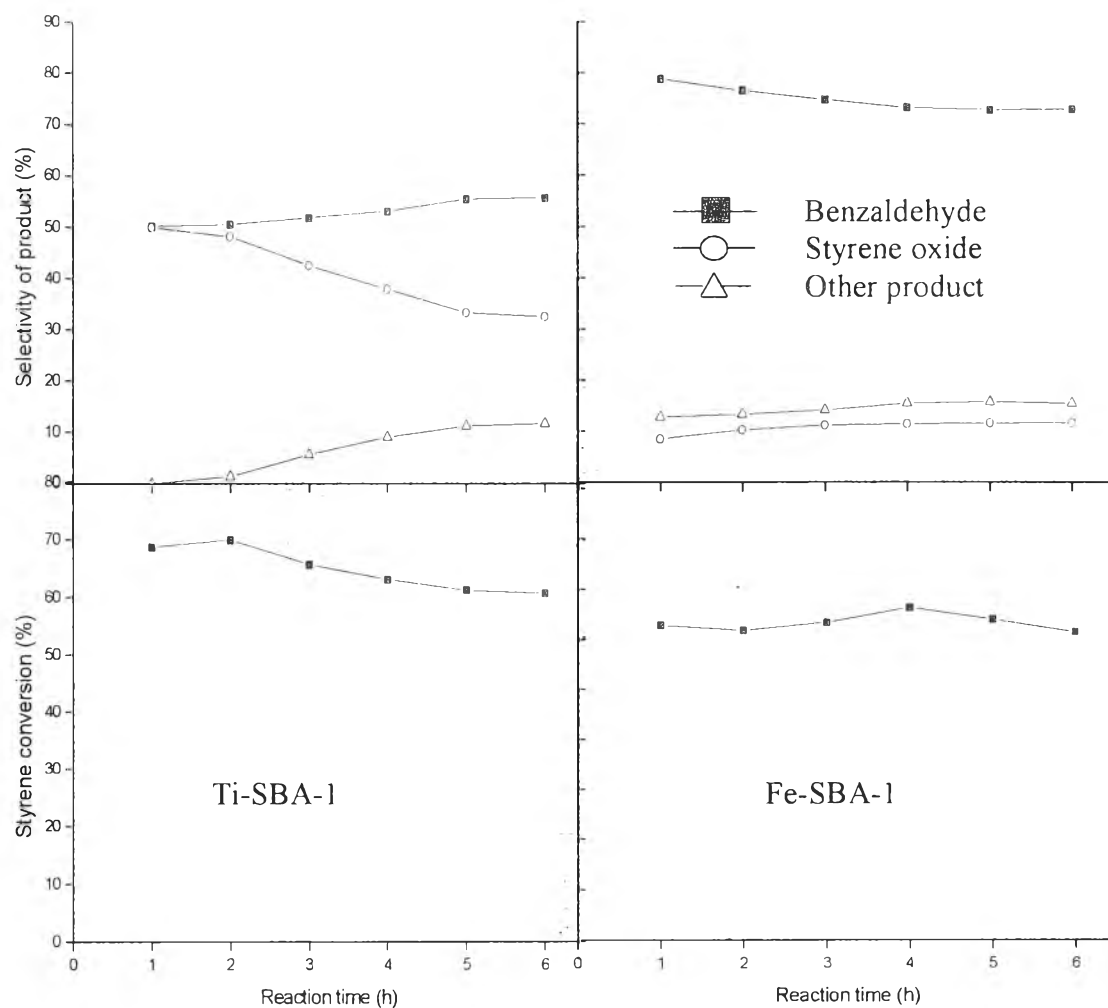 90
80
70
60
50
40
30
20
10
80
Selectivity of product (%)
Benzaldehyde
Styrene oxide
Other product
70
60
50
40
30
20
10
0
Styrene conversion (%)
Ti-SBA-1
Fe-SBA-1
0 1 2 3 4 5 6 0 1 2 3 4 5 6
Reaction time (h) Reaction time (h)